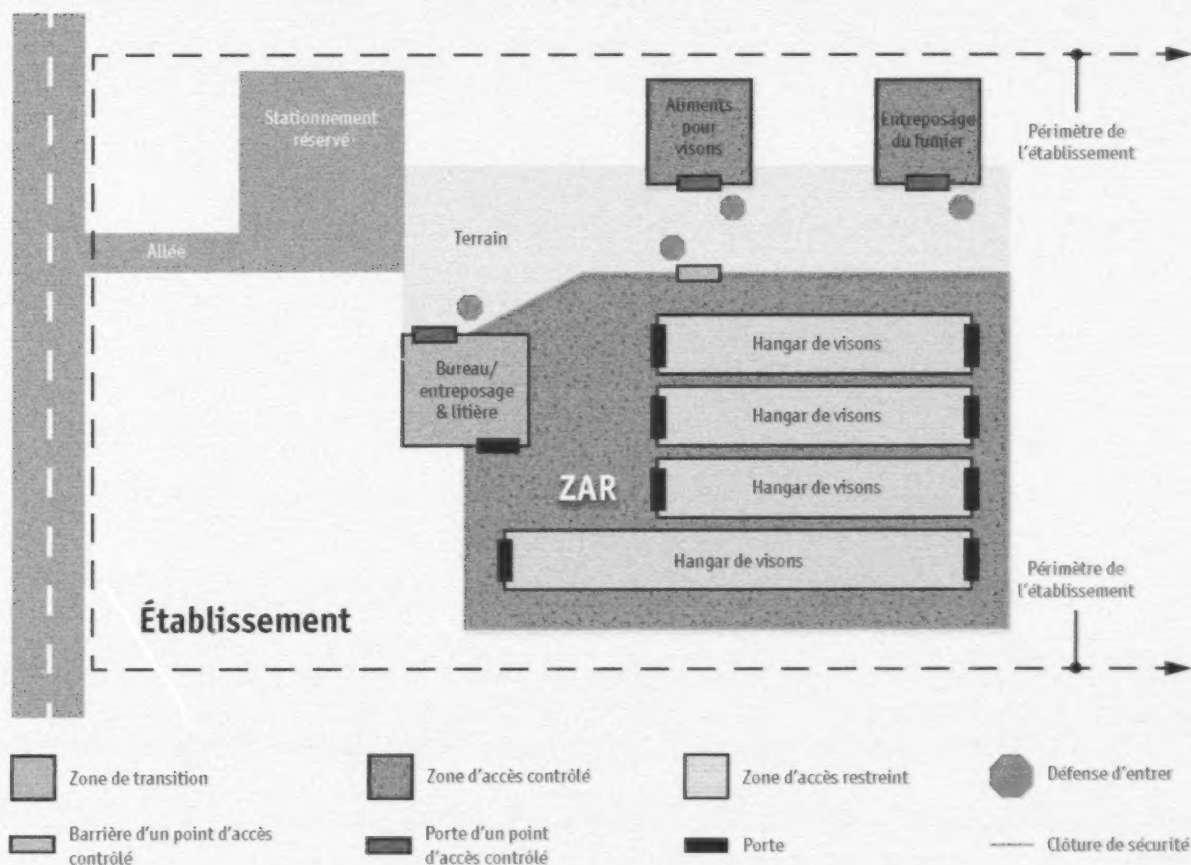 Stationnement
réservé
Aliments
pour
visons
Entreposage
du fumier
Périmètre de
l'établissement
Allée
Terrain
Bureau/
entreposage
& litière
Hangar de visons
Hangar de visons
ZAR
Hangar de visons
Hangar de visons
Périmètre de
l'établissement
Établissement
Zone de transition
Zone d'accès contrôlé
Zone d'accès restreint
Défense d'entrer
Barrière d'un point d'accès
contrôlé
Porte d'un point
d'accès contrôlé
Porte
Clôture de sécurité